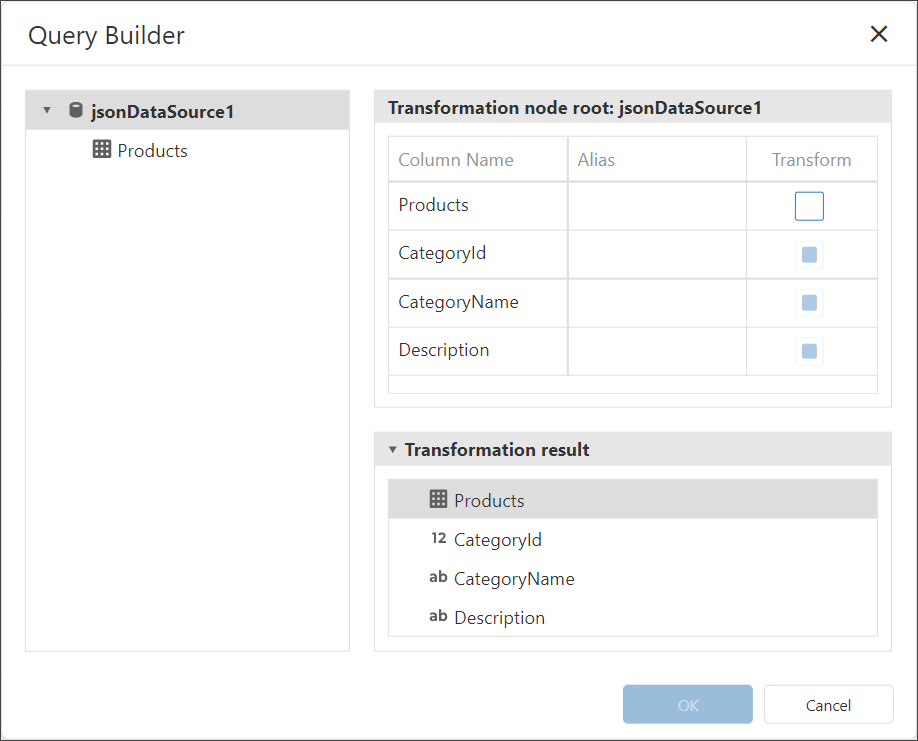 Query Builder
jsonDataSource1
Products
Transformation node root: jsonDataSource1
Column Name Alias Transform
Products
CategoryId
CategoryName
Description
Transformation result
Products
12 CategoryId
ab CategoryName
ab Description
OK Cancel